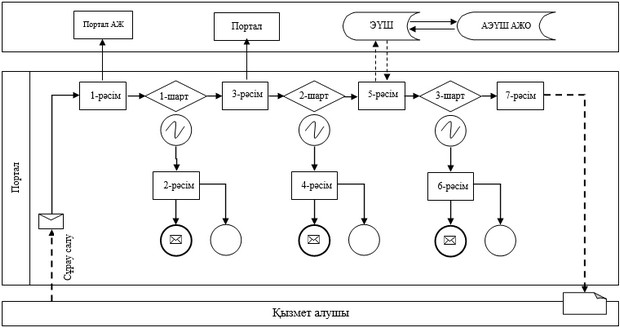 Портал АЖ
Портал
ЭҮШ
АЭҮШ АЖО
1-рәсім
1-шарт
3-рәсім
2-шарт
5-рәсім
3-шарт
7-рәсім
2-рәсім
4-рәсім
6-рәсім
Портал
Сұрау салу
Қызмет алушы